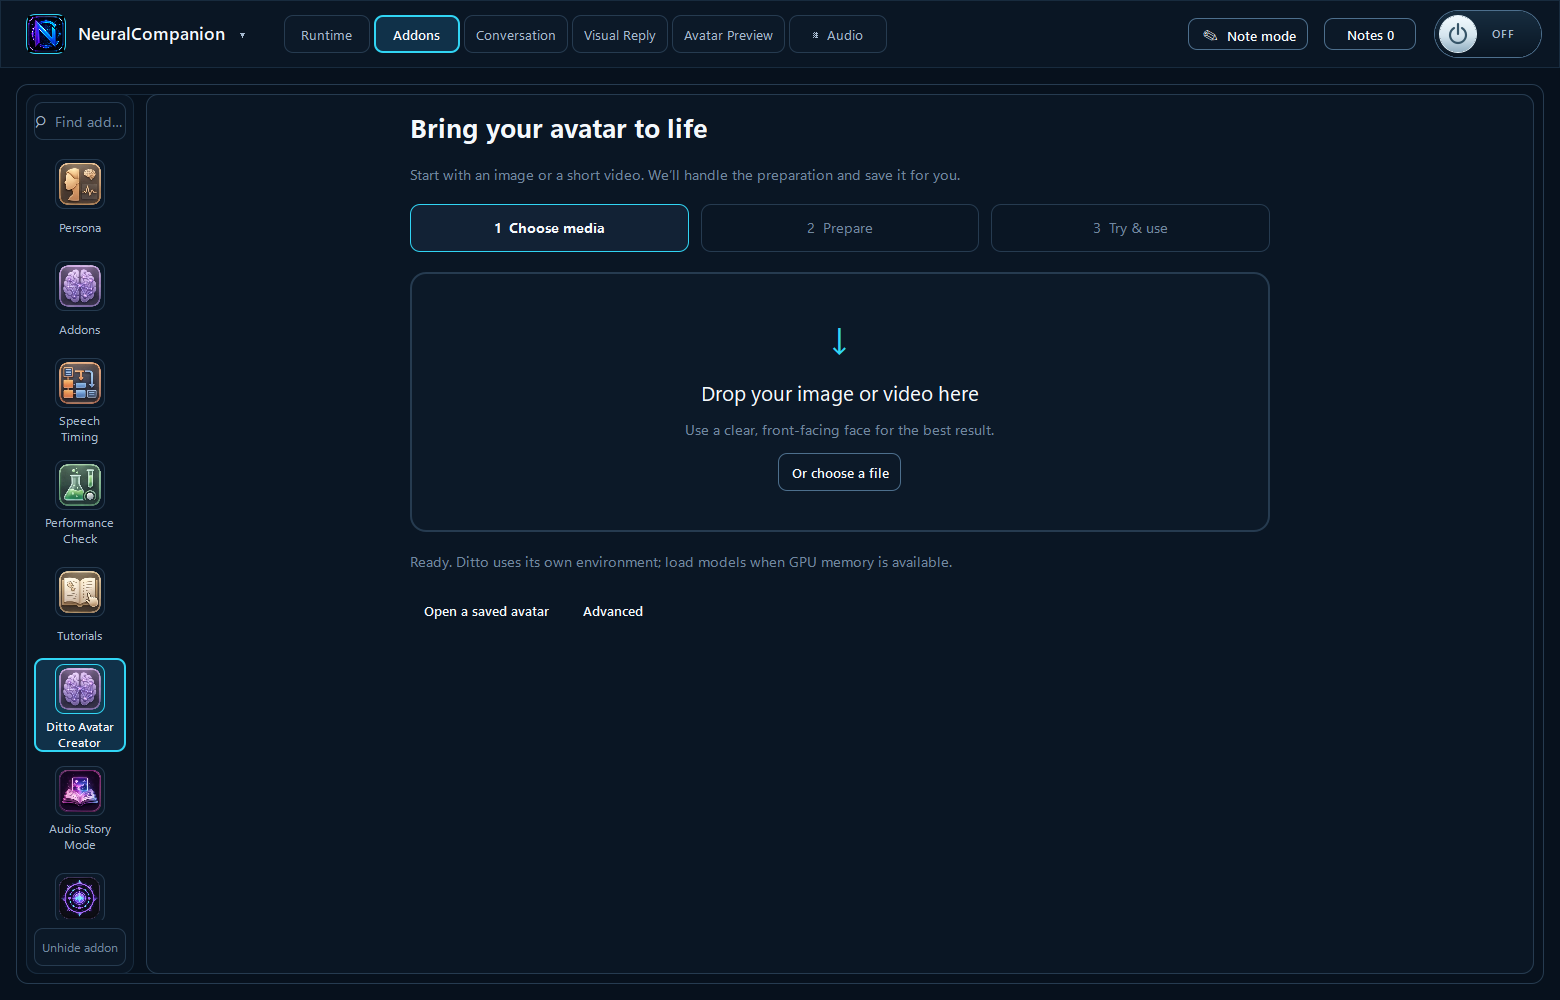 NeuralCompanion
Runtime
Addons
Conversation
Visual Reply
Avatar Preview
Audio
Note mode
Notes 0
OFF
Find add...
Persona
Addons
Speech
Timing
Performance
Check
Tutorials
Ditto Avatar
Creator
Audio Story
Mode
Unhide addon
Bring your avatar to life
Start with an image or a short video. We'll handle the preparation and save it for you.
1 Choose media
2 Prepare
3 Try & use
Drop your image or video here
Use a clear, front-facing face for the best result.
Or choose a file
Ready. Ditto uses its own environment; load models when GPU memory is available.
Open a saved avatar
Advanced